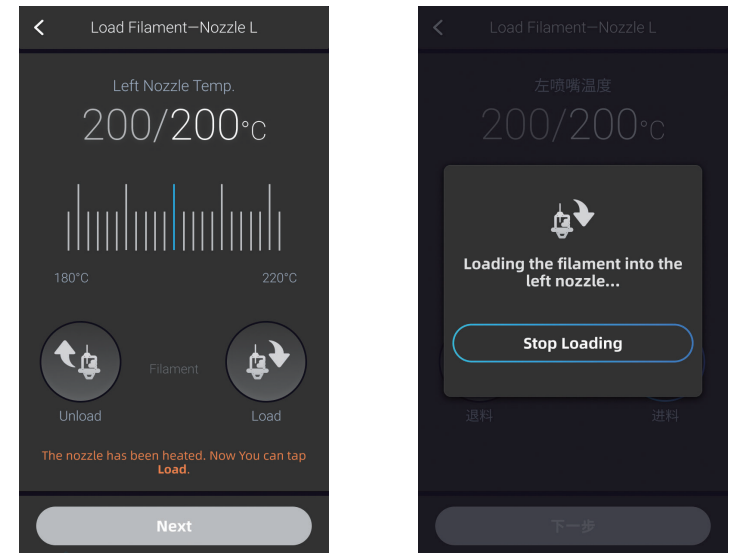 Load Filament—Nozzle L
Left Nozzle Temp.
200/200°C
180°C
220°C
Filament
Unload
Load
The nozzle has been heated. Now You can tap
Load.
Next
Load Filament—Nozzle L
左喷嘴温度
200/200°C
Loading the filament into the
left nozzle...
Stop Loading
退料
进料
下一步